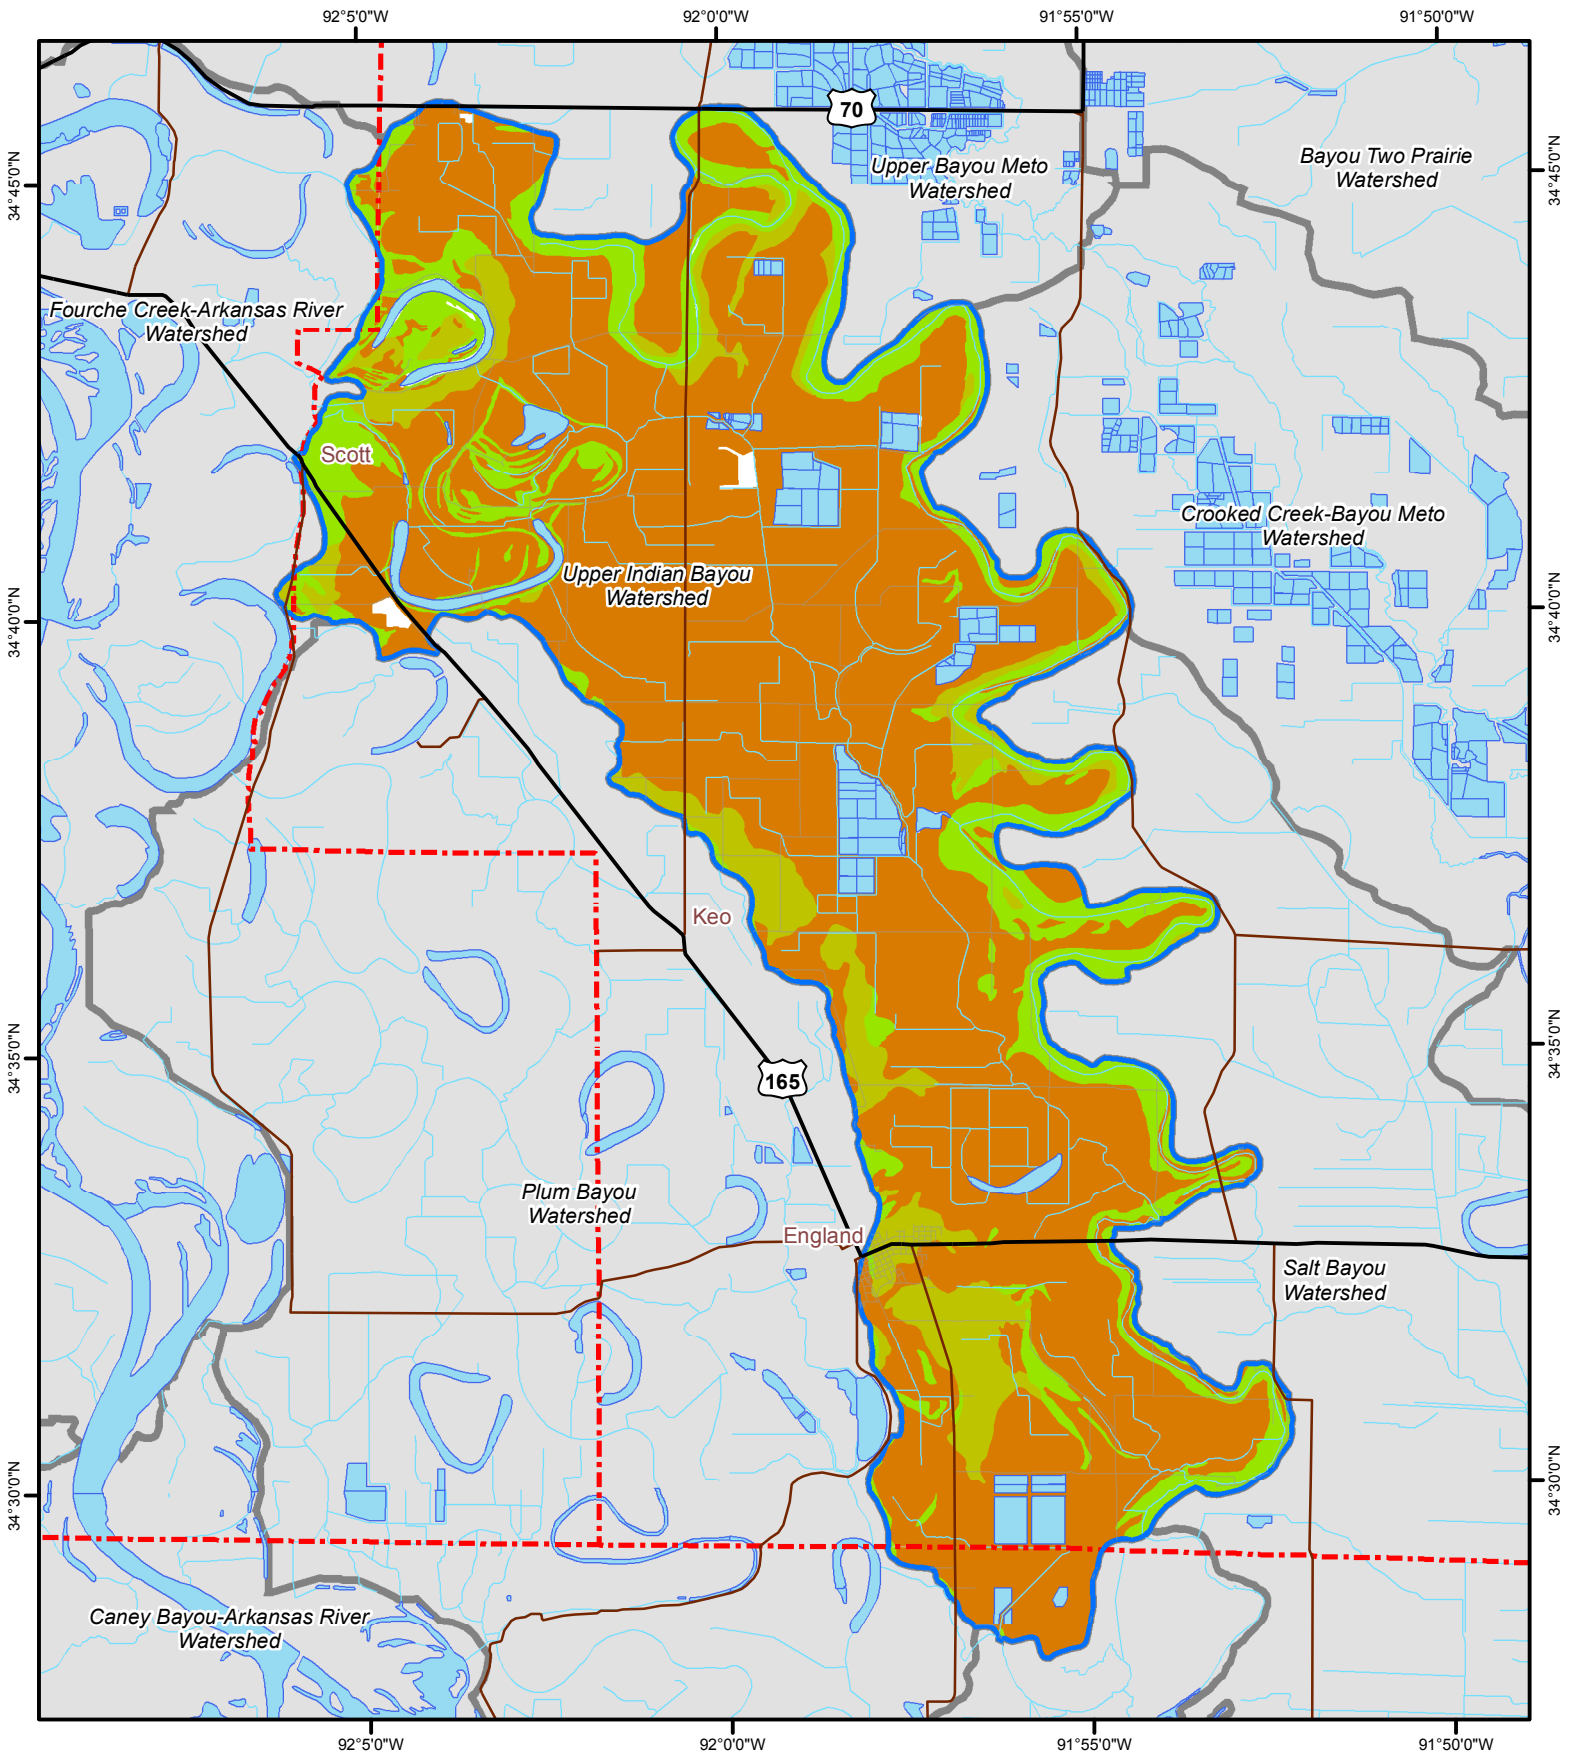 92°5'0"W
92°0'0"W
91°55'0"W
91°50'0"W
70
Upper Bayou Meto
Watershed
Bayou Two Prairie
Watershed
34°45'0"N
34°45'0"N
Fourche Creek-Arkansas River
Watershed
Scott
Crooked Creek-Bayou Meto
Watershed
Upper Indian Bayou
Watershed
34°40'0"N
34°40'0"N
Keo
34°35'0"N
34°35'0"N
165
Plum Bayou
Watershed
England
Salt Bayou
Watershed
34°30'0"N
34°30'0"N
Caney Bayou-Arkansas River
Watershed
92°5'0"W
92°0'0"W
91°55'0"W
91°50'0"W